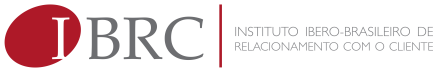 IBRC
INSTITUTO IBERO-BRASILEIRO DE
RELACIONAMENTO COM O CLIENTE